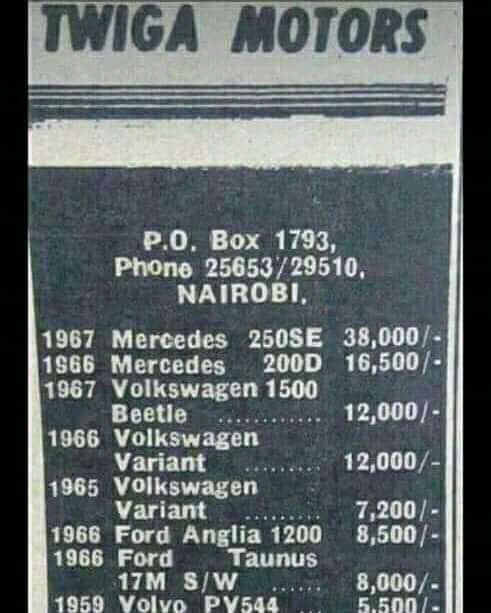 TWIGA MOTORS
P.O. Box 1793,
Phone 25653/29510,
NAIROBI,
1967 Mercedes 250SE 38,000/-
1966 Mercedes 200D 16,500/-
1967 Volkswagen 1500
Beetle ........... 12,000/-
1966 Volkswagen
Variant ......... 12,000/-
1965 Volkswagen
Variant ......... 7,200/-
1966 Ford Anglia 1200 8,500/-
1966 Ford Taunus
17M S/W ...... 8,000/-
1959 Volvo PV544 ... 5,500/-